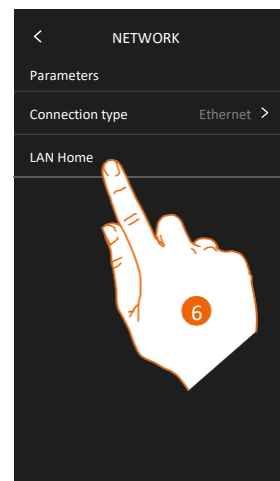 NETWORK
Parameters
Connection type Ethernet
LAN Home
6